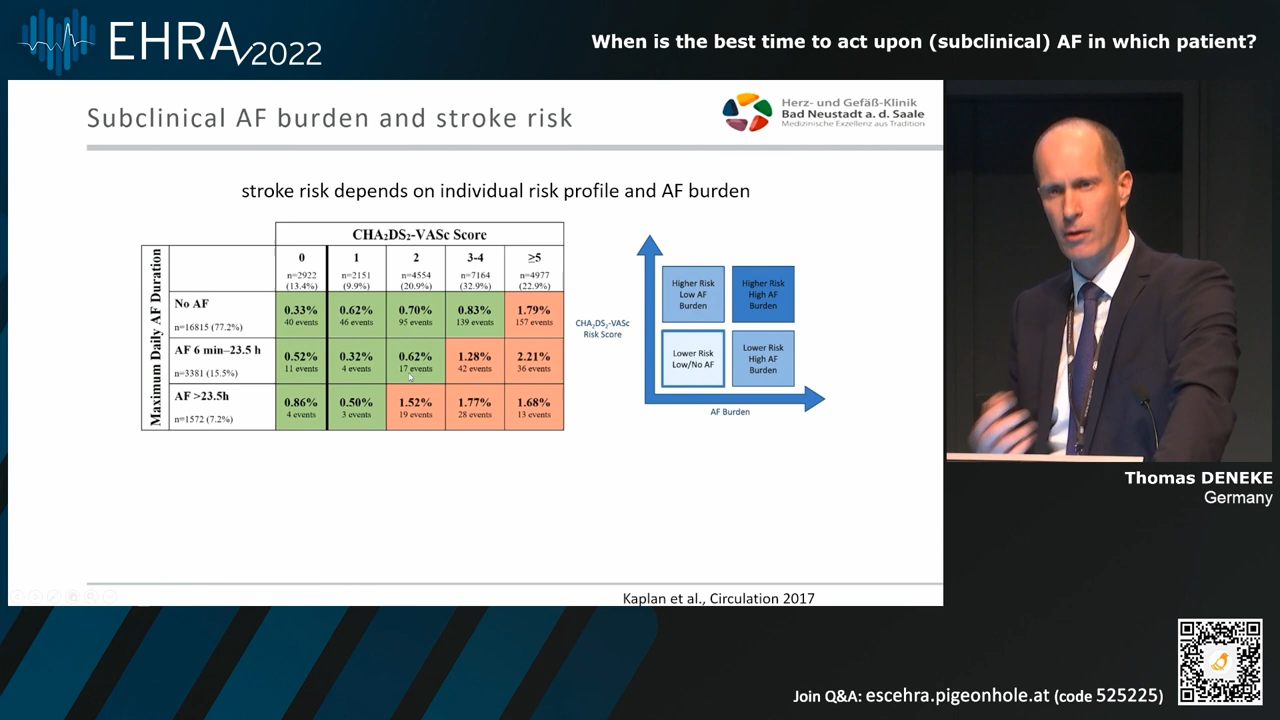 EHRA/2022
When is the best time to act upon (subclinical) AF in which patient?
Subclinical AF burden and stroke risk
Herz- und Gefäß-Klinik
Bad Neustadt a. d. Saale
Medizinische Exzellenz aus Tradition
stroke risk depends on individual risk profile and AF burden
CHA₂DS₂-VASc Score
Maximum Daily AF Duration
0 1 2 3-4 ≥5
n=2922 n=2151 n=4554 n=7164 n=4977
(13.4%) (9.9%) (20.9%) (32.9%) (22.9%)
No AF
n=16815 (77.2%)
0.33% 0.62% 0.70% 0.83% 1.79%
40 events 46 events 95 events 139 events 157 events
AF 6 min–23.5 h
n=3381 (15.5%)
0.52% 0.32% 0.62% 1.28% 2.21%
11 events 4 events 17 events 42 events 36 events
AF >23.5h
n=1572 (7.2%)
0.86% 0.50% 1.52% 1.77% 1.68%
4 events 3 events 19 events 28 events 13 events
CHA₂DS₂-VASc
Risk Score
Higher Risk
Low AF
Burden
Higher Risk
High AF
Burden
Lower Risk
Low/No AF
Lower Risk
High AF
Burden
AF Burden
Kaplan et al., Circulation 2017
Thomas DENEKE
Germany
Join Q&A: escehra.pigeonhole.at (code 525225)